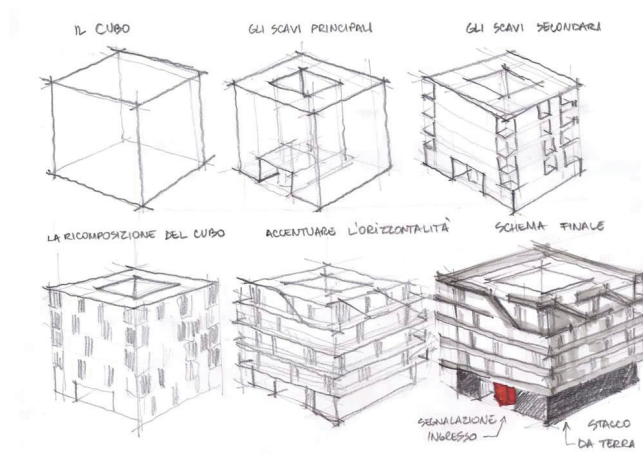 IL CUBO
GLI SCAVI PRINCIPALI
GLI SCAVI SECONDARI
LA RICOMPOSIZIONE DEL CUBO
ACCENTUARE L'ORIZZONTALITÀ
SCHEMA FINALE
SEGNALAZIONE
INGRESSO
STACCO
DA TERRA